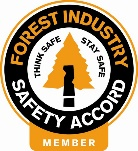 FOREST INDUSTRY
THINK SAFE
STAY SAFE
SAFETY ACCORD
MEMBER